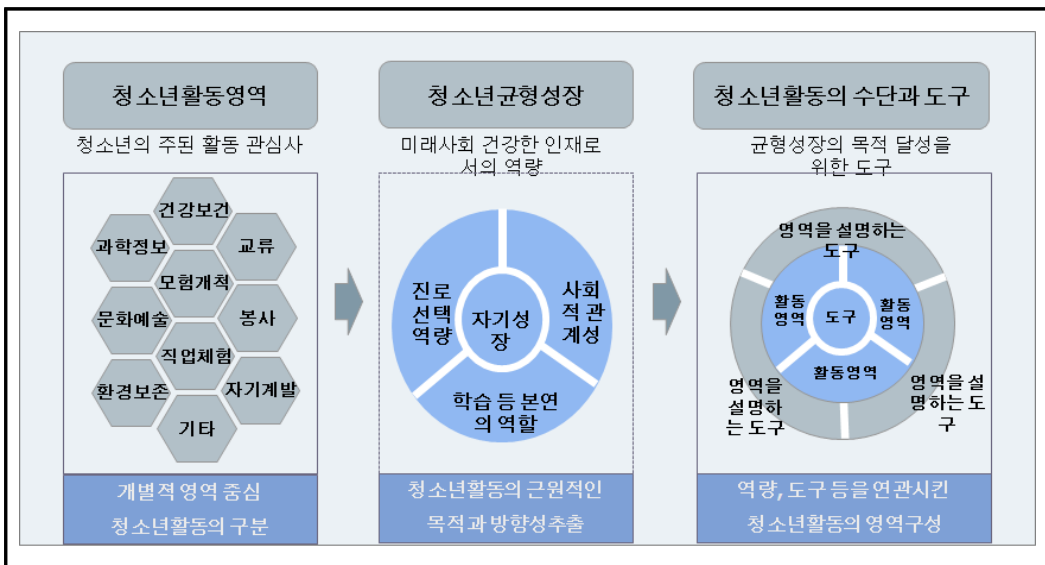 청소년활동영역
청소년의 주된 활동 관심사
건강보건
과학정보
교류
모험개척
문화예술
봉사
직업체험
환경보존
자기계발
기타
개별적 영역 중심
청소년활동의 구분
청소년균형성장
미래사회 건강한 인재로
서의 역량
진로
선택
역량
사회
적 관
계성
자기성
장
학습 등 본연
의 역할
청소년활동의 근원적인
목적과 방향성추출
청소년활동의 수단과 도구
균형성장의 목적 달성을
위한 도구
영역을 설명하는
도구
활동
영역
도구
활동
영역
활동영역
영역을
설명하
는 도구
영역을 설
명하는 도
구
역량, 도구 등을 연관시킨
청소년활동의 영역구성